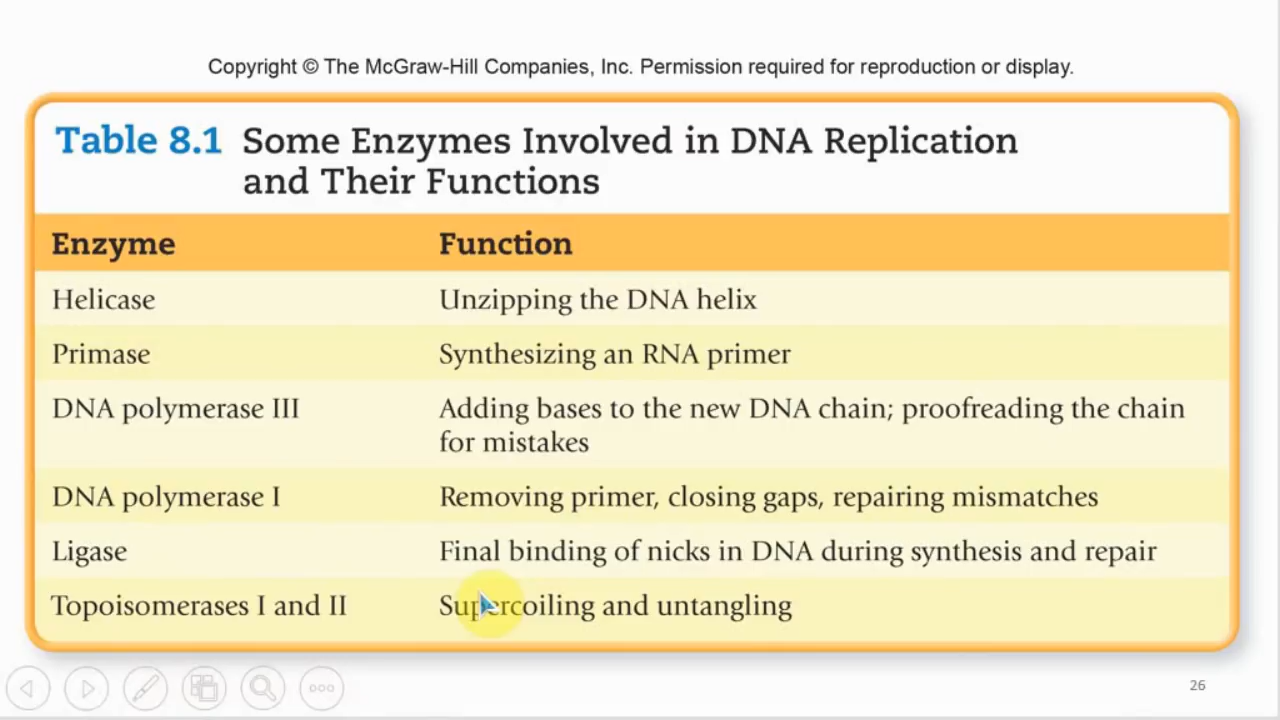 Copyright © The McGraw-Hill Companies, Inc. Permission required for reproduction or display.
Table 8.1 Some Enzymes Involved in DNA Replication
and Their Functions
Enzyme Function
Helicase Unzipping the DNA helix
Primase Synthesizing an RNA primer
DNA polymerase III Adding bases to the new DNA chain; proofreading the chain
for mistakes
DNA polymerase I Removing primer, closing gaps, repairing mismatches
Ligase Final binding of nicks in DNA during synthesis and repair
Topoisomerases I and II Supercoiling and untangling
26